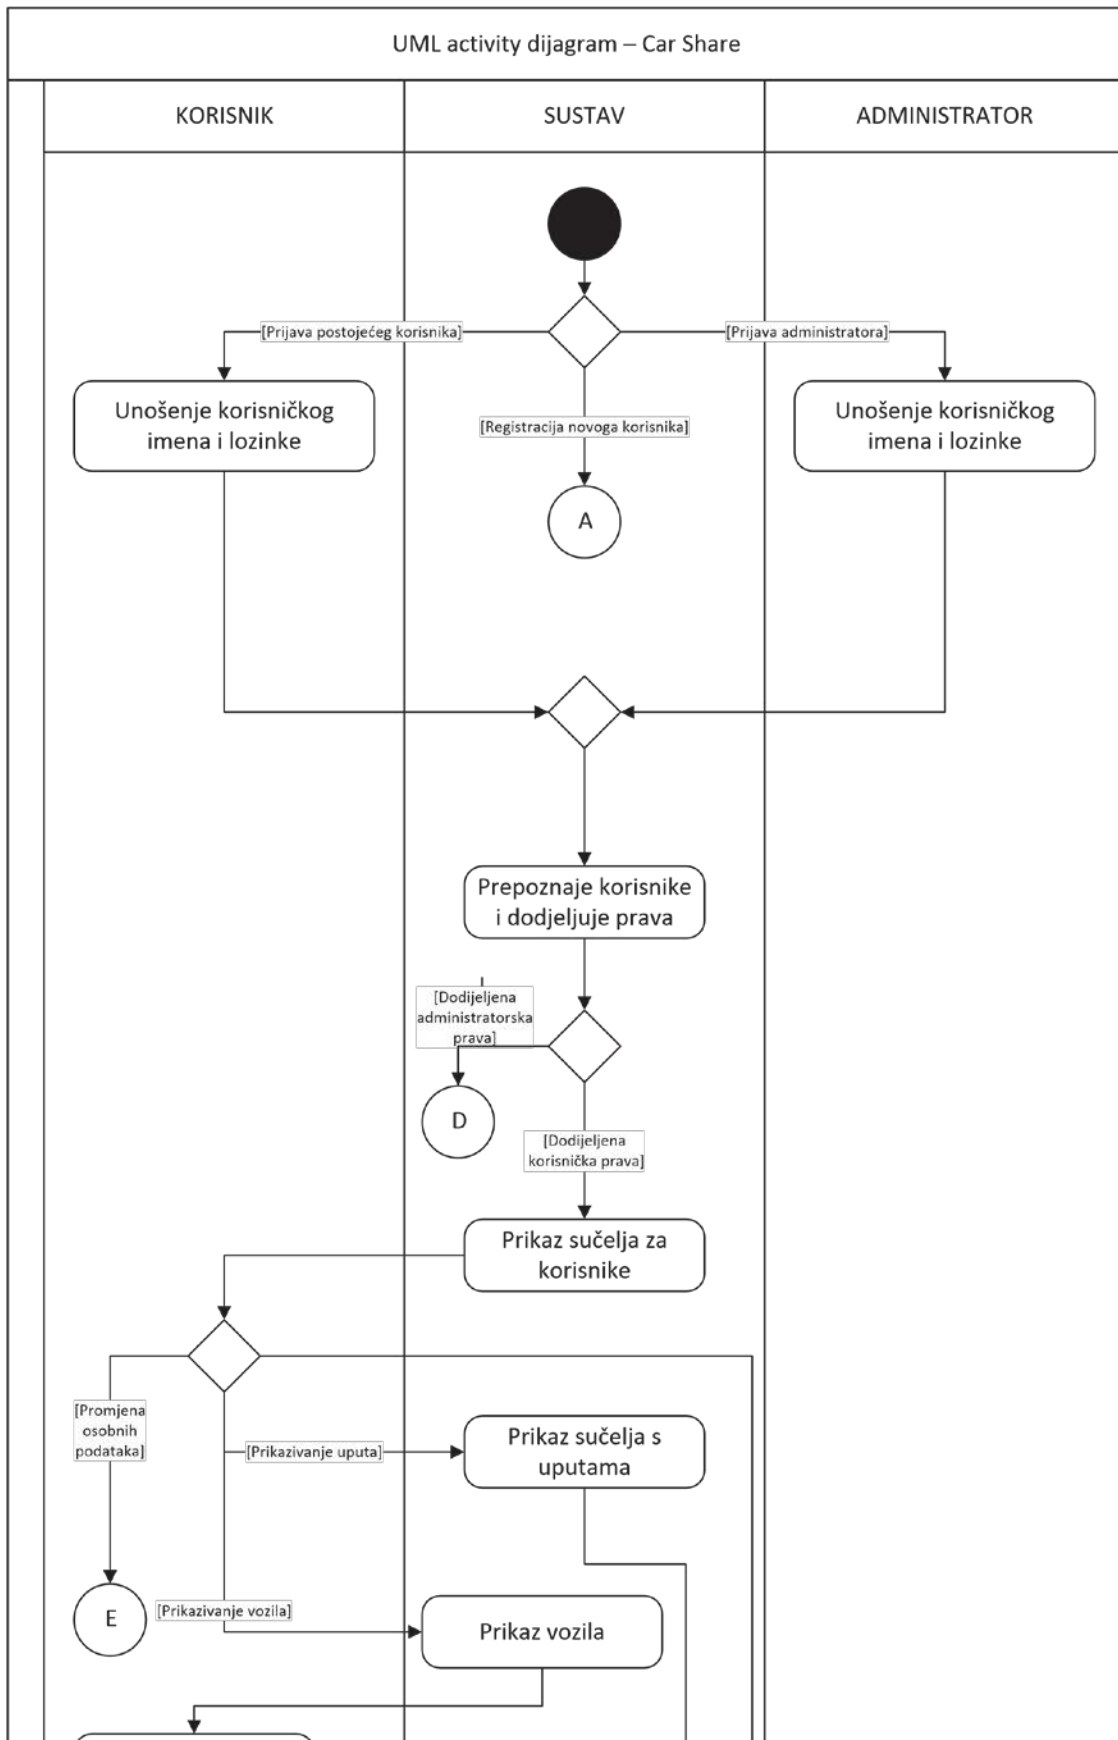 UML activity dijagram – Car Share
KORISNIK
SUSTAV
ADMINISTRATOR
[Prijava postojećeg korisnika]
[Prijava administratora]
Unošenje korisničkog
imena i lozinke
[Registracija novoga korisnika]
Unošenje korisničkog
imena i lozinke
A
Prepoznaje korisnike
i dodjeljuje prava
[Dodijeljena
administratorska
prava]
D
[Dodijeljena
korisnička prava]
Prikaz sučelja za
korisnike
[Promjena
osobnih
podataka]
[Prikazivanje uputa]
Prikaz sučelja s
uputama
E
[Prikazivanje vozila]
Prikaz vozila